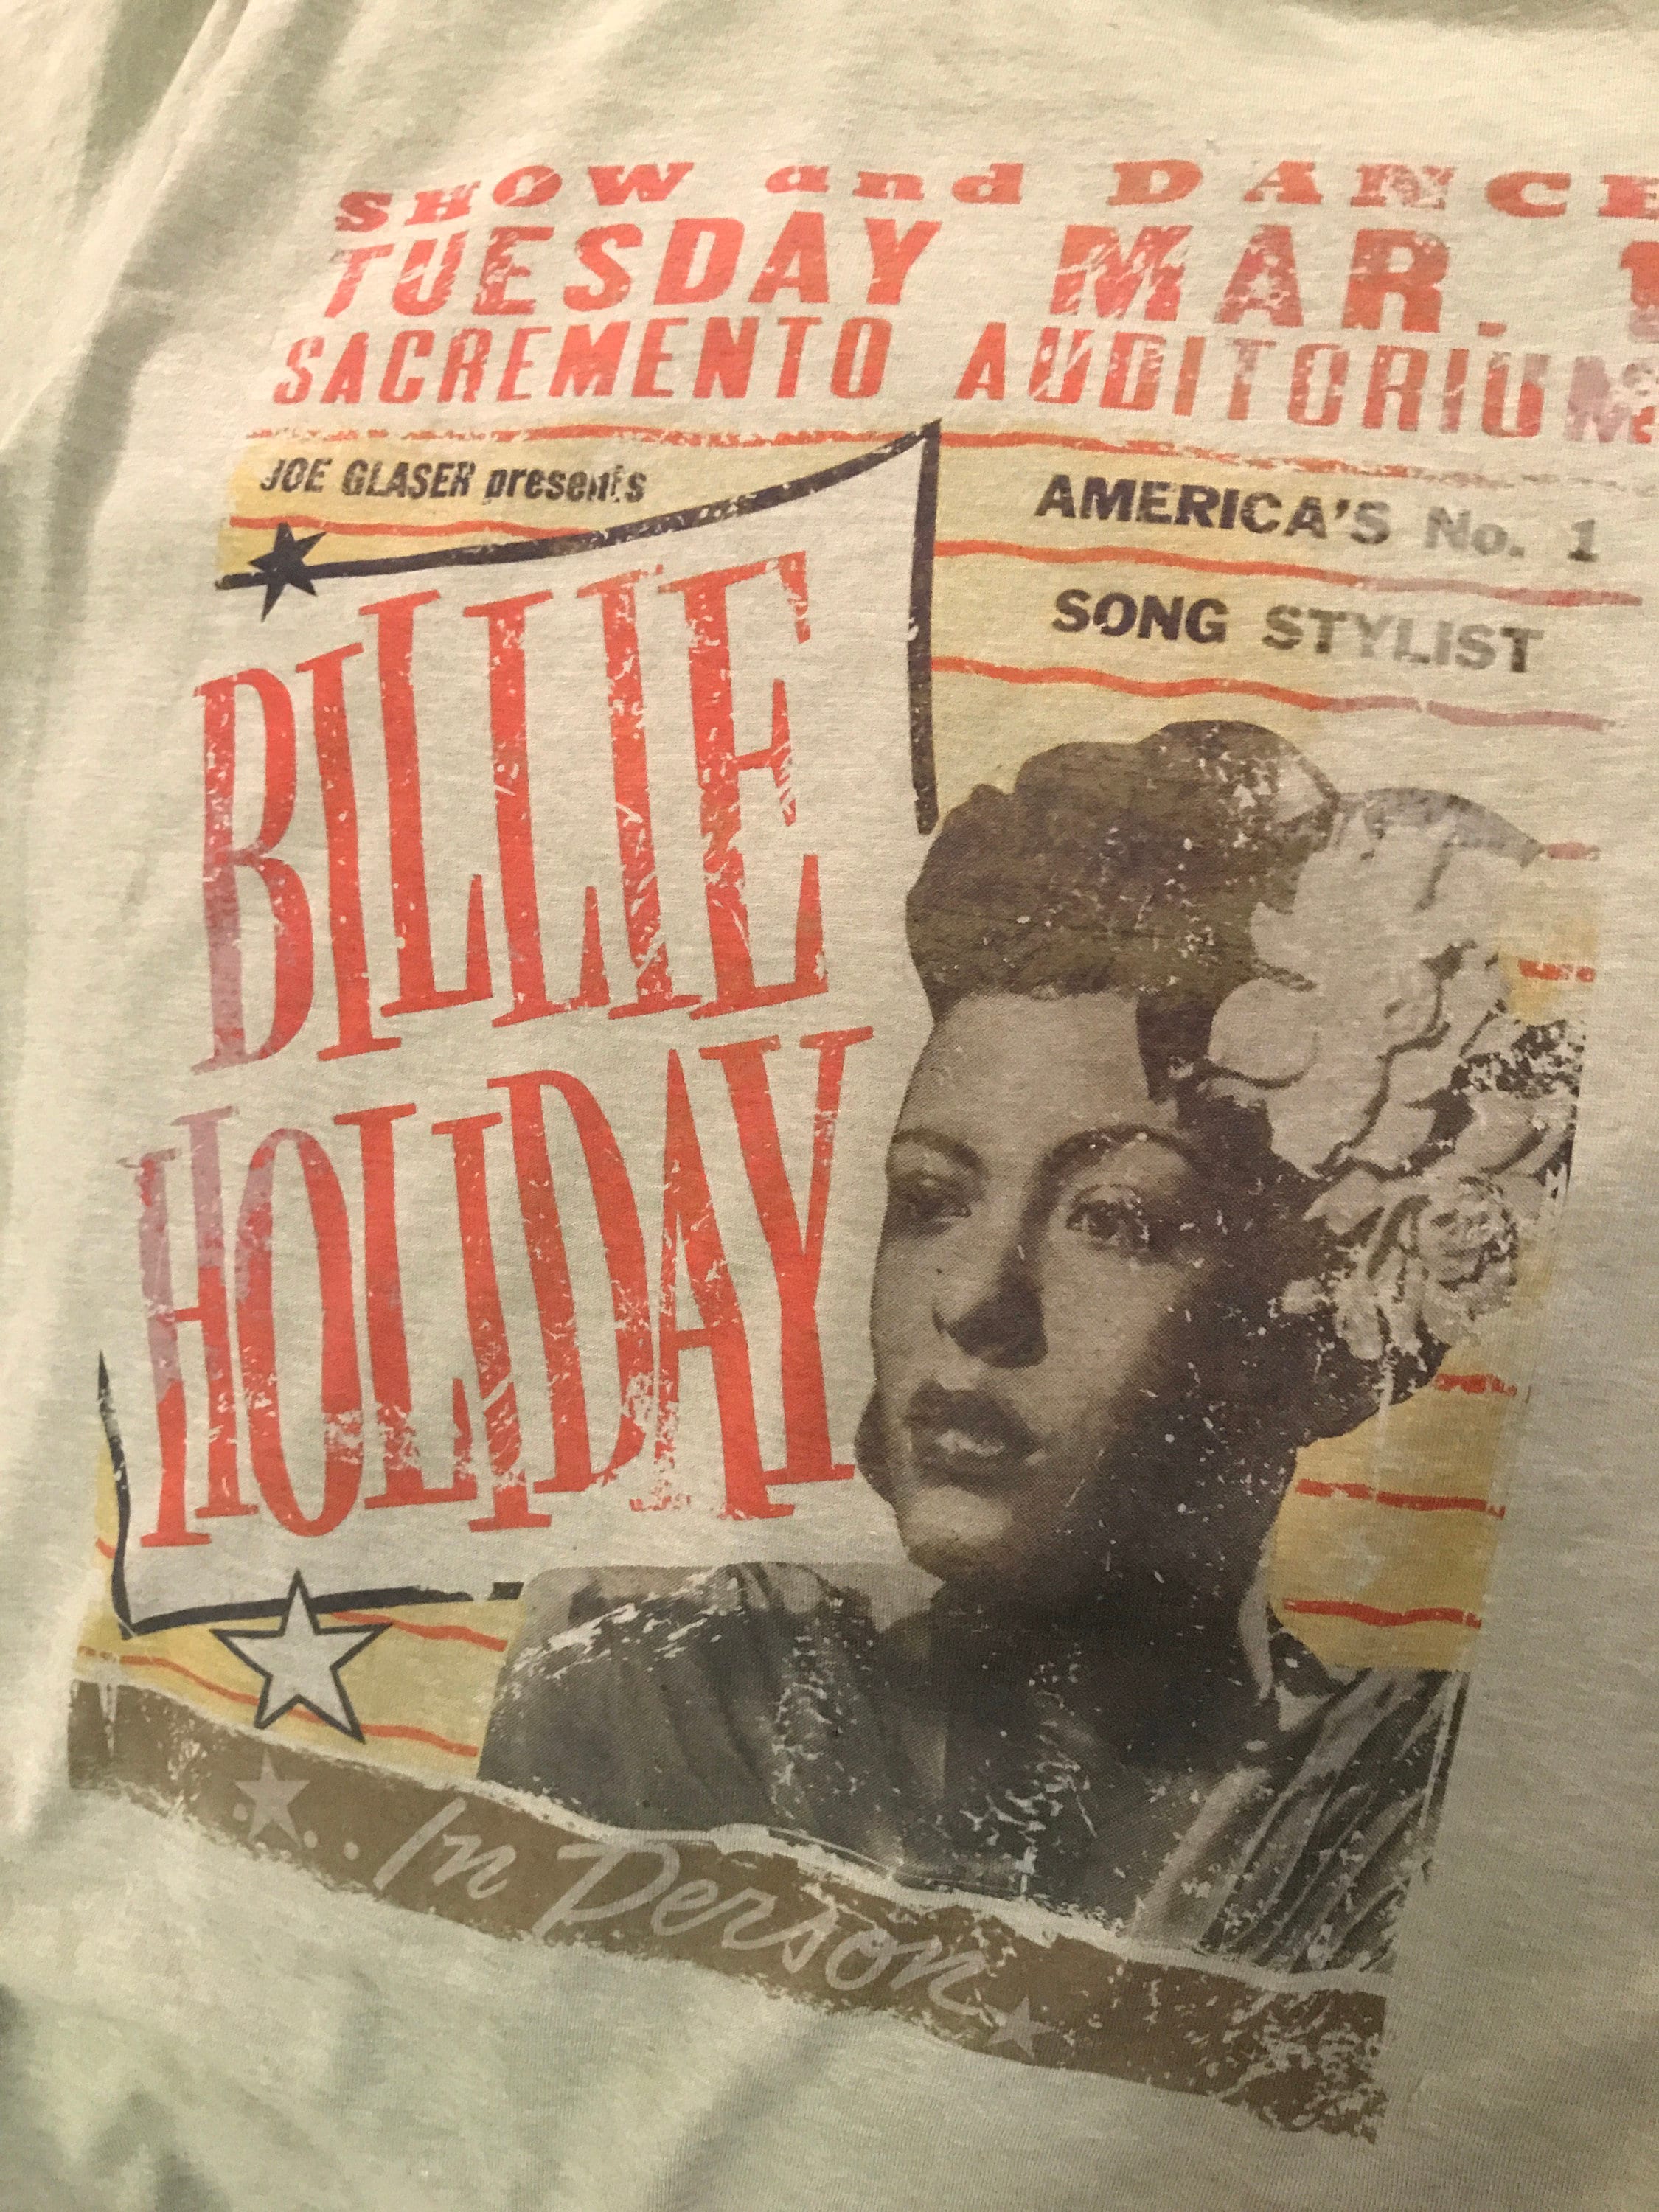 SHOW and DANCE
TUESDAY MAR. 1
SACREMENTO AUDITORIUM
JOE GLASER presents
AMERICA'S No. 1
SONG STYLIST
BILLIE
HOLIDAY
. . In Person